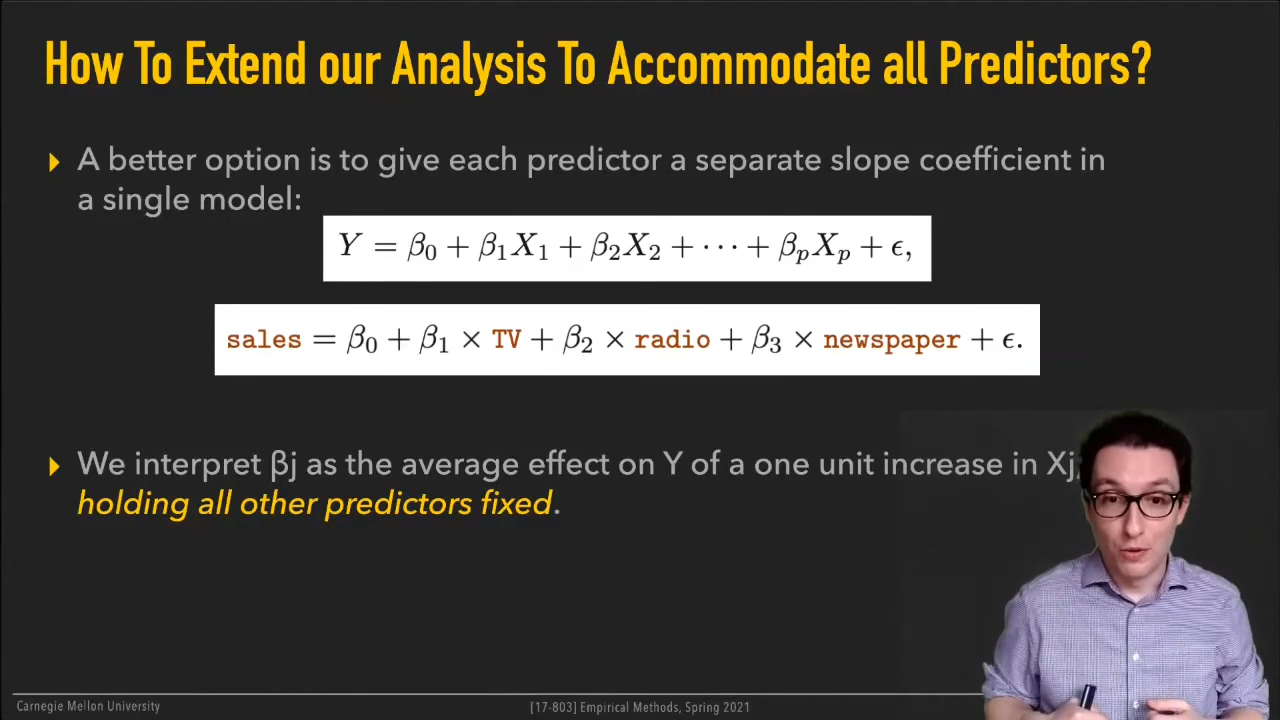 How To Extend our Analysis To Accommodate all Predictors?
A better option is to give each predictor a separate slope coefficient in
a single model:
Y = β₀ + β₁X₁ + β₂X₂ + ··· + βₚXₚ + ϵ,
sales = β₀ + β₁ × TV + β₂ × radio + β₃ × newspaper + ϵ.
We interpret βj as the average effect on Y of a one unit increase in Xj,
holding all other predictors fixed.
Carnegie Mellon University
[17-803] Empirical Methods, Spring 2021